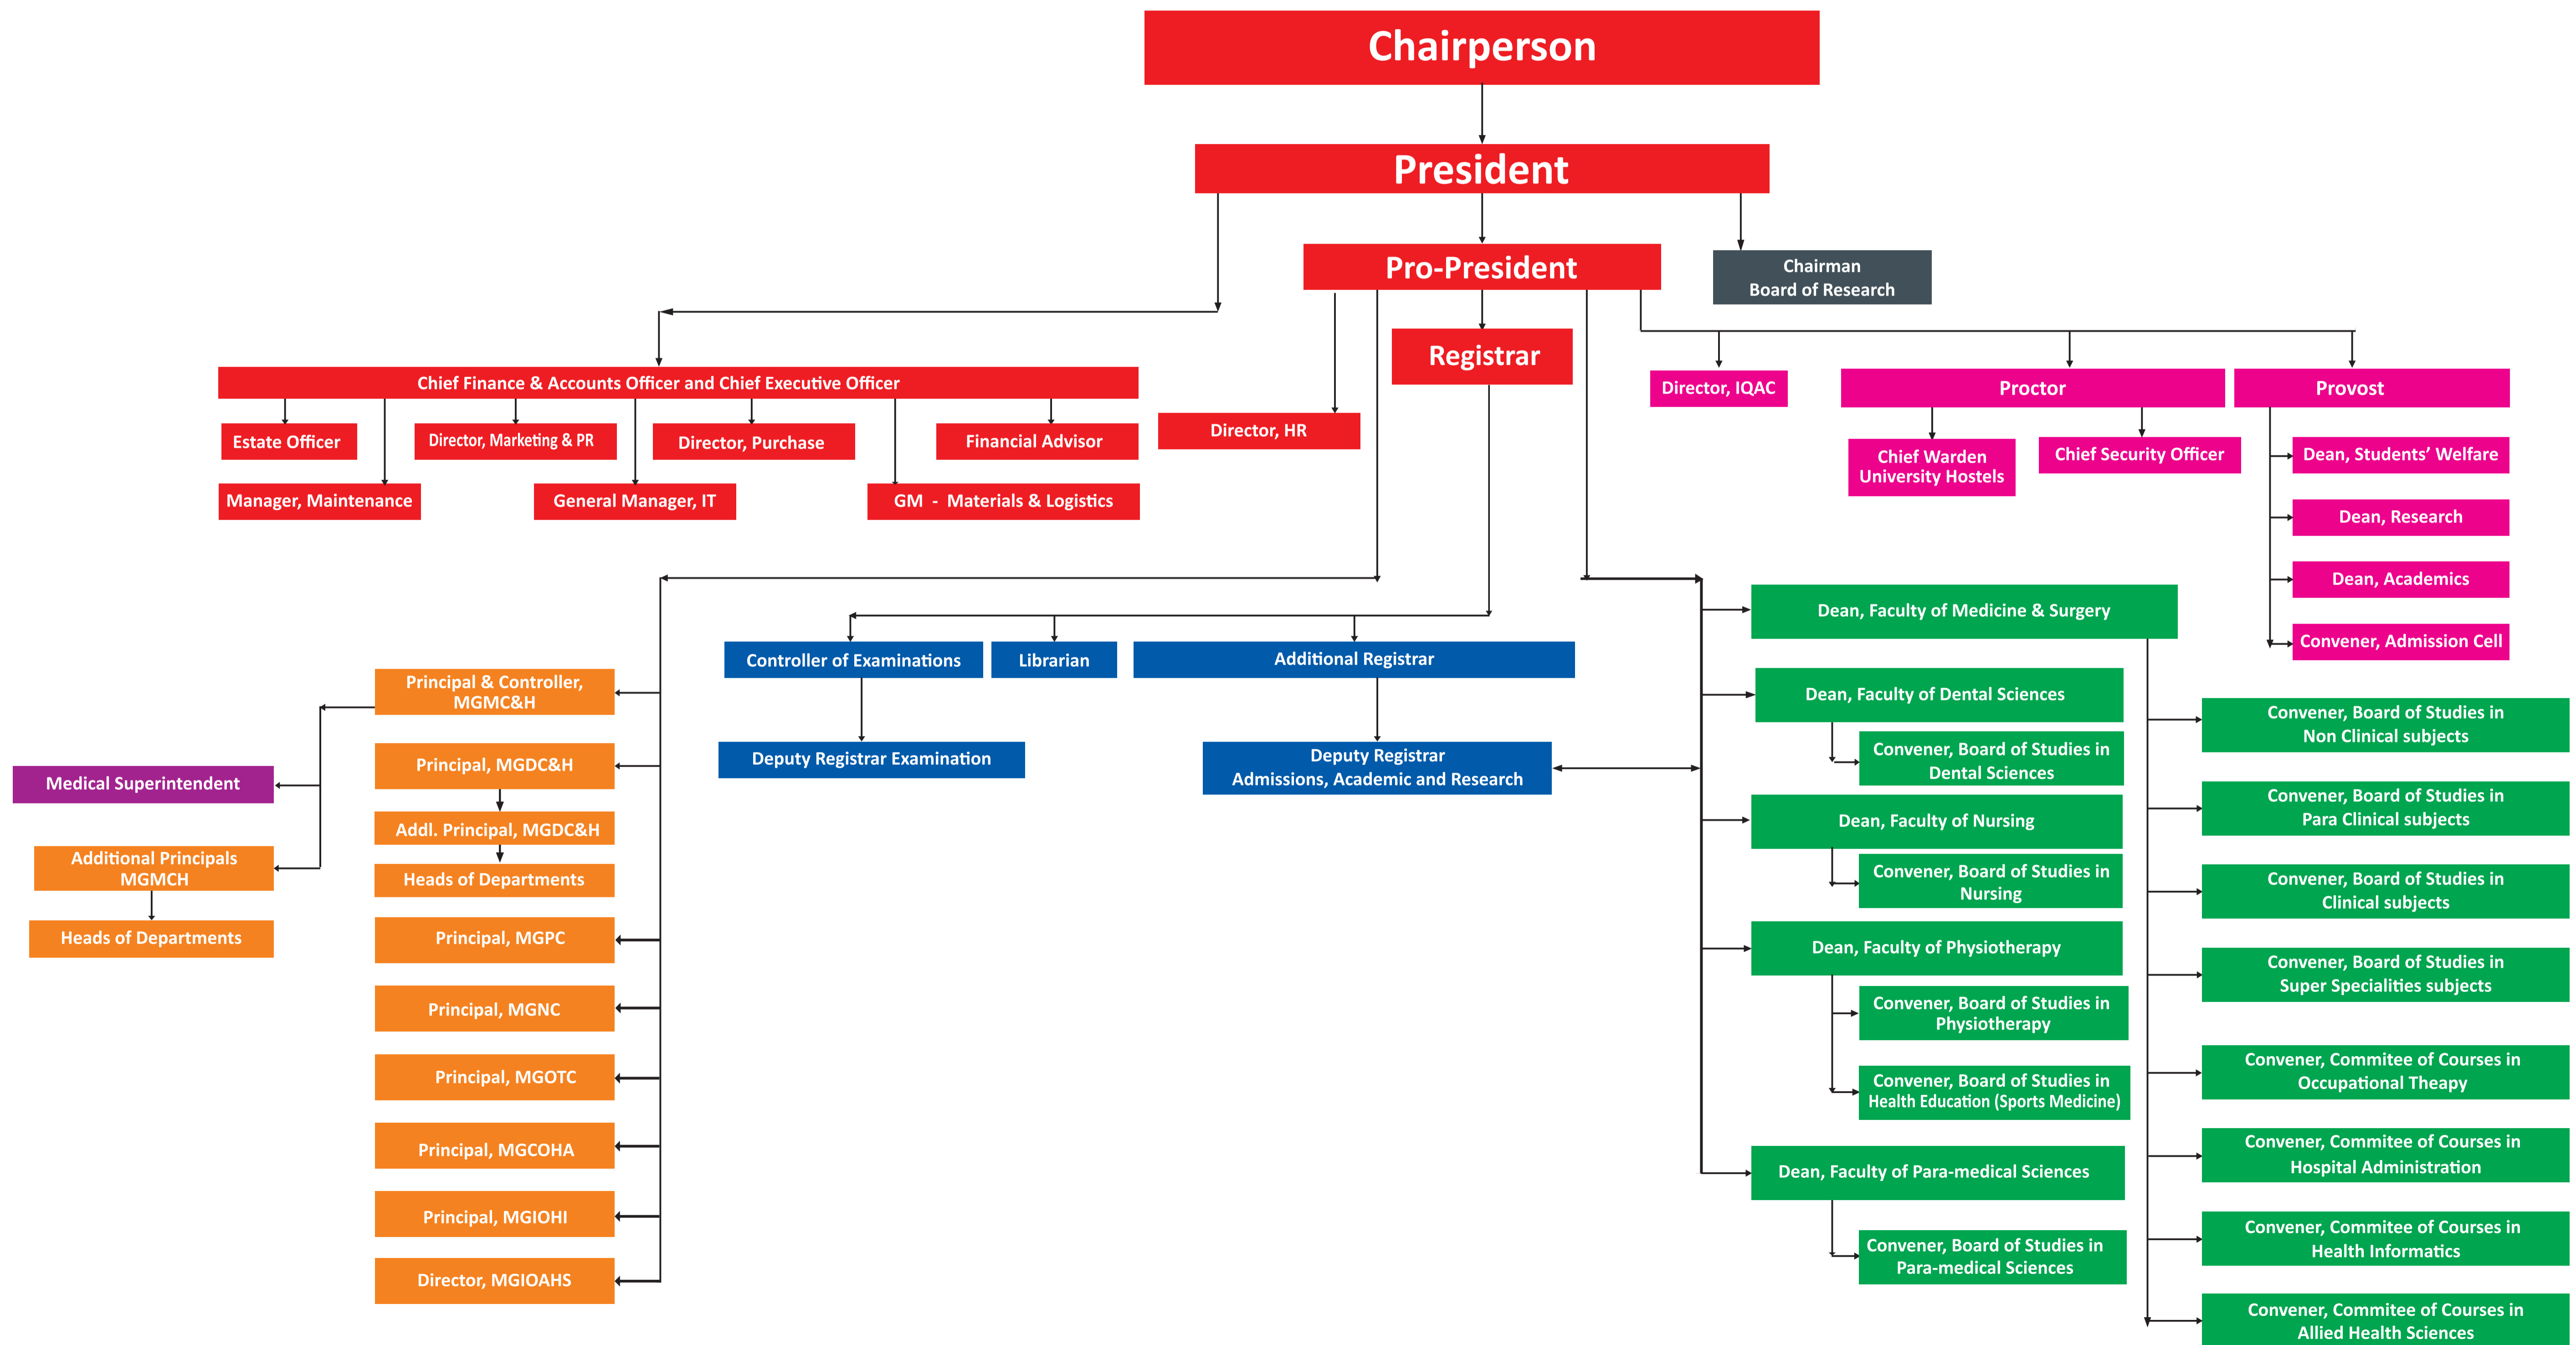 Chairperson
President
Pro-President
Chairman
Board of Research
Registrar
Chief Finance & Accounts Officer and Chief Executive Officer
Estate Officer
Director, Marketing & PR
Director, Purchase
Financial Advisor
Manager, Maintenance
General Manager, IT
GM - Materials & Logistics
Director, HR
Director, IQAC
Proctor
Provost
Chief Warden
University Hostels
Chief Security Officer
Dean, Students’ Welfare
Dean, Research
Dean, Academics
Convener, Admission Cell
Controller of Examinations
Librarian
Additional Registrar
Deputy Registrar Examination
Deputy Registrar
Admissions, Academic and Research
Principal & Controller,
MGMC&H
Medical Superintendent
Additional Principals
MGMCH
Heads of Departments
Principal, MGDC&H
Addl. Principal, MGDC&H
Heads of Departments
Principal, MGPC
Principal, MGNC
Principal, MGOTC
Principal, MGCOHA
Principal, MGIOHI
Director, MGIOAHS
Dean, Faculty of Medicine & Surgery
Dean, Faculty of Dental Sciences
Convener, Board of Studies in
Dental Sciences
Dean, Faculty of Nursing
Convener, Board of Studies in
Nursing
Dean, Faculty of Physiotherapy
Convener, Board of Studies in
Physiotherapy
Convener, Board of Studies in
Health Education (Sports Medicine)
Dean, Faculty of Para-medical Sciences
Convener, Board of Studies in
Para-medical Sciences
Convener, Board of Studies in
Non Clinical subjects
Convener, Board of Studies in
Para Clinical subjects
Convener, Board of Studies in
Clinical subjects
Convener, Board of Studies in
Super Specialities subjects
Convener, Commitee of Courses in
Occupational Theapy
Convener, Commitee of Courses in
Hospital Administration
Convener, Commitee of Courses in
Health Informatics
Convener, Commitee of Courses in
Allied Health Sciences